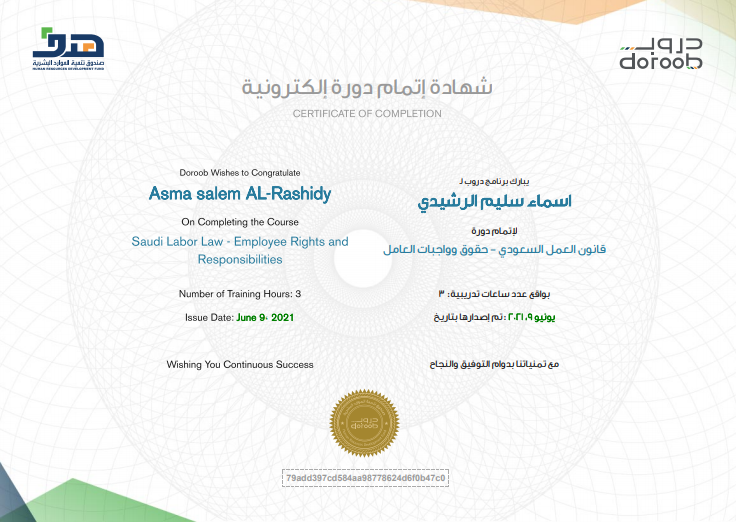 هدف
صندوق تنمية الموارد البشرية
HUMAN RESOURCES DEVELOPMENT FUND
دروب
doroob
شهادة إتمام دورة إلكترونية
CERTIFICATE OF COMPLETION
Doroob Wishes to Congratulate
Asma salem AL-Rashidy
On Completing the Course
Saudi Labor Law - Employee Rights and
Responsibilities
Number of Training Hours: 3
Issue Date: June 9, 2021
Wishing You Continuous Success
يبارك برنامج دروب لـ
اسماء سليم الرشيدي
لإتمام دورة
قانون العمل السعودي - حقوق وواجبات العامل
بواقع عدد ساعات تدريبية: ٣
تم إصدارها بتاريخ: يونيو ٩, ٢٠٢١
مع تمنياتنا بدوام التوفيق والنجاح
دروب
doroob
79add397cd584aa98778624d6f0b47c0